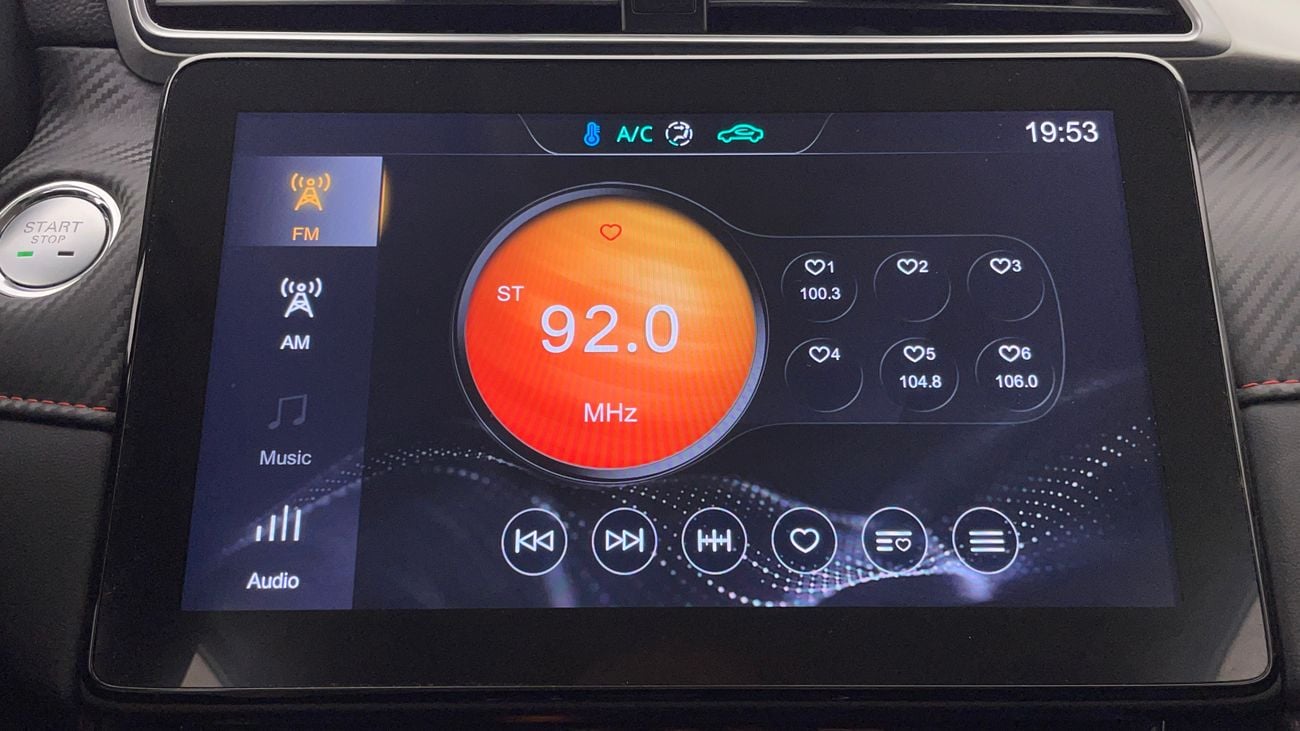 A/C
19:53
START
STOP
FM
AM
Music
Audio
ST
92.0
MHz
1
100.3
2
3
4
5
104.8
6
106.0